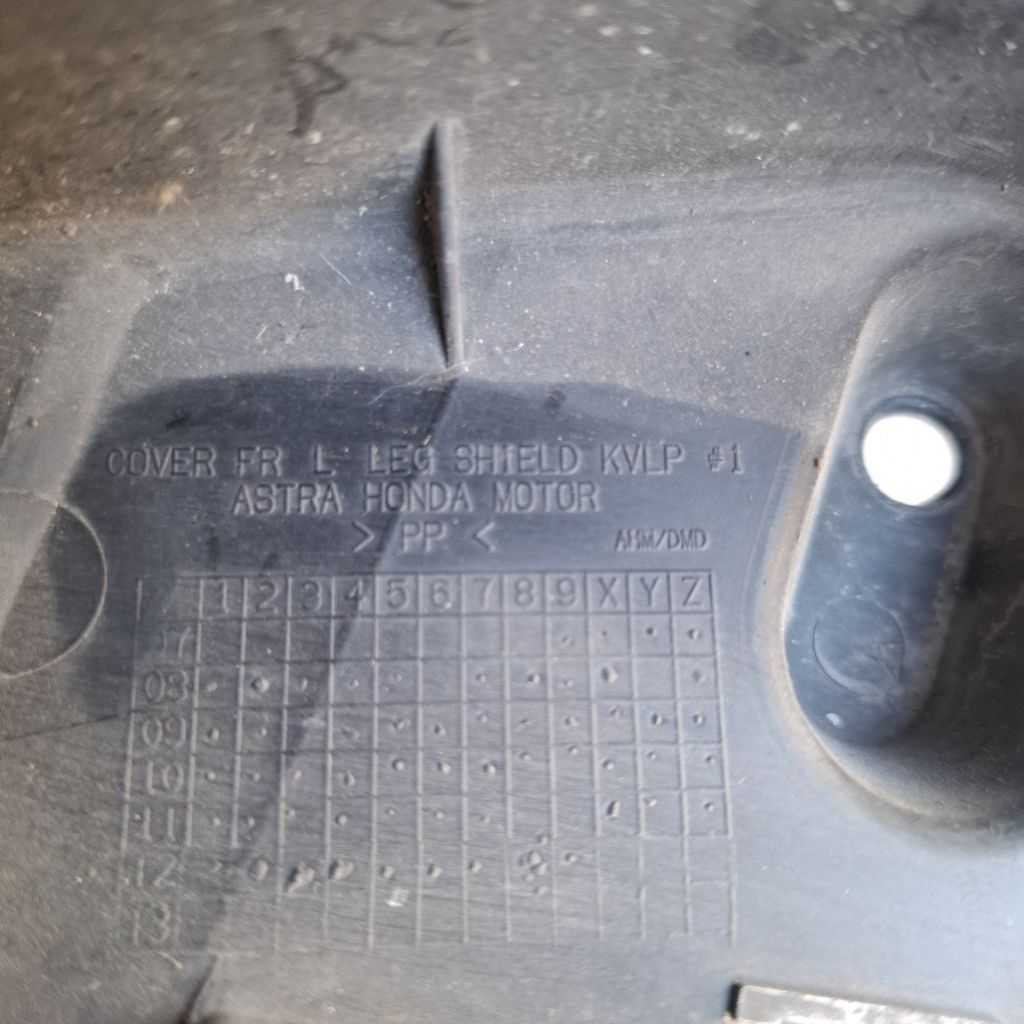 COVER FR L LEG SHIELD KVLP #1
ASTRA HONDA MOTOR
> PP <
AHM/DMD
1 2 3 4 5 6 7 8 9 X Y Z
07
08
09
10
11
12
13